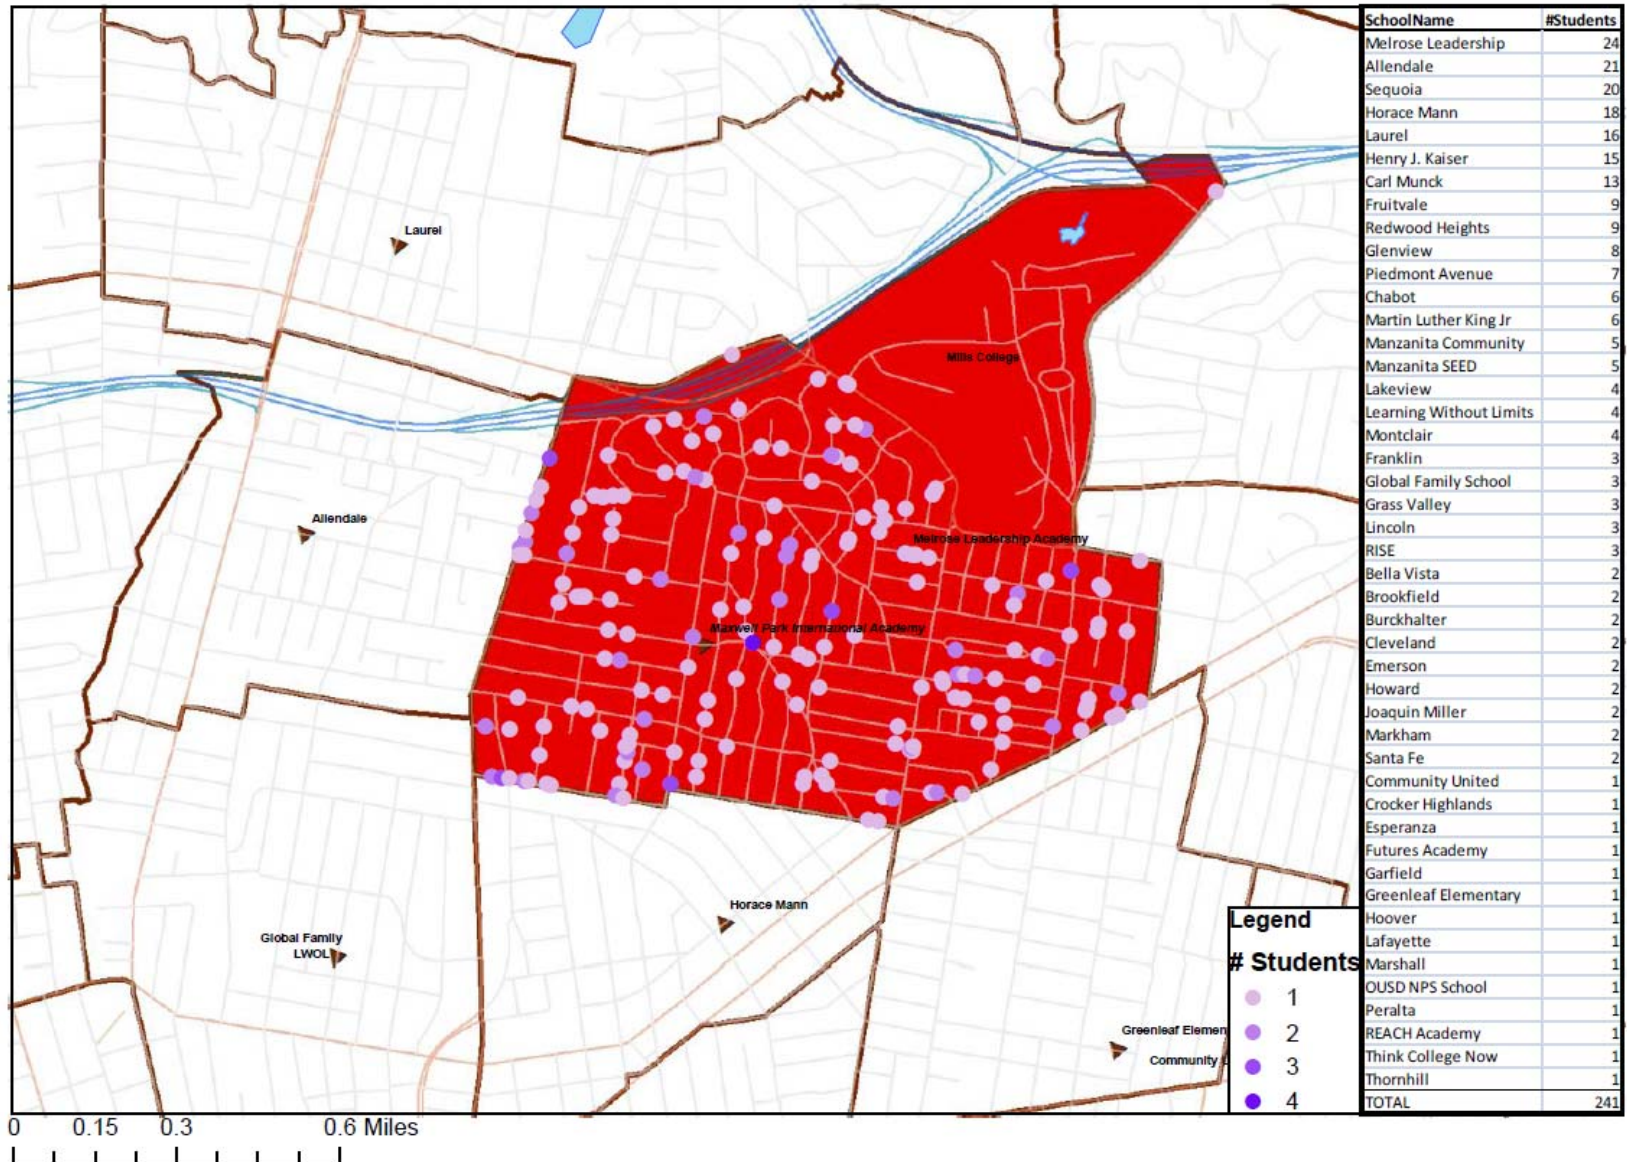 Laurel
Mills College
Allendale
Melrose Leadership Academy
Maxwell Park International Academy
Horace Mann
Global Family
LWOL
Greenleaf Elemen
Community
Legend
# Students
1
2
3
4
0 0.15 0.3 0.6 Miles
SchoolName #Students
Melrose Leadership 24
Allendale 21
Sequoia 20
Horace Mann 18
Laurel 16
Henry J. Kaiser 15
Carl Munck 13
Fruitvale 9
Redwood Heights 9
Glenview 8
Piedmont Avenue 7
Chabot 6
Martin Luther King Jr 6
Manzanita Community 5
Manzanita SEED 5
Lakeview 4
Learning Without Limits 4
Montclair 4
Franklin 3
Global Family School 3
Grass Valley 3
Lincoln 3
RISE 3
Bella Vista 2
Brookfield 2
Burckhalter 2
Cleveland 2
Emerson 2
Howard 2
Joaquin Miller 2
Markham 2
Santa Fe 2
Community United 1
Crocker Highlands 1
Esperanza 1
Futures Academy 1
Garfield 1
Greenleaf Elementary 1
Hoover 1
Lafayette 1
Marshall 1
OUSD NPS School 1
Peralta 1
REACH Academy 1
Think College Now 1
Thornhill 1
TOTAL 241